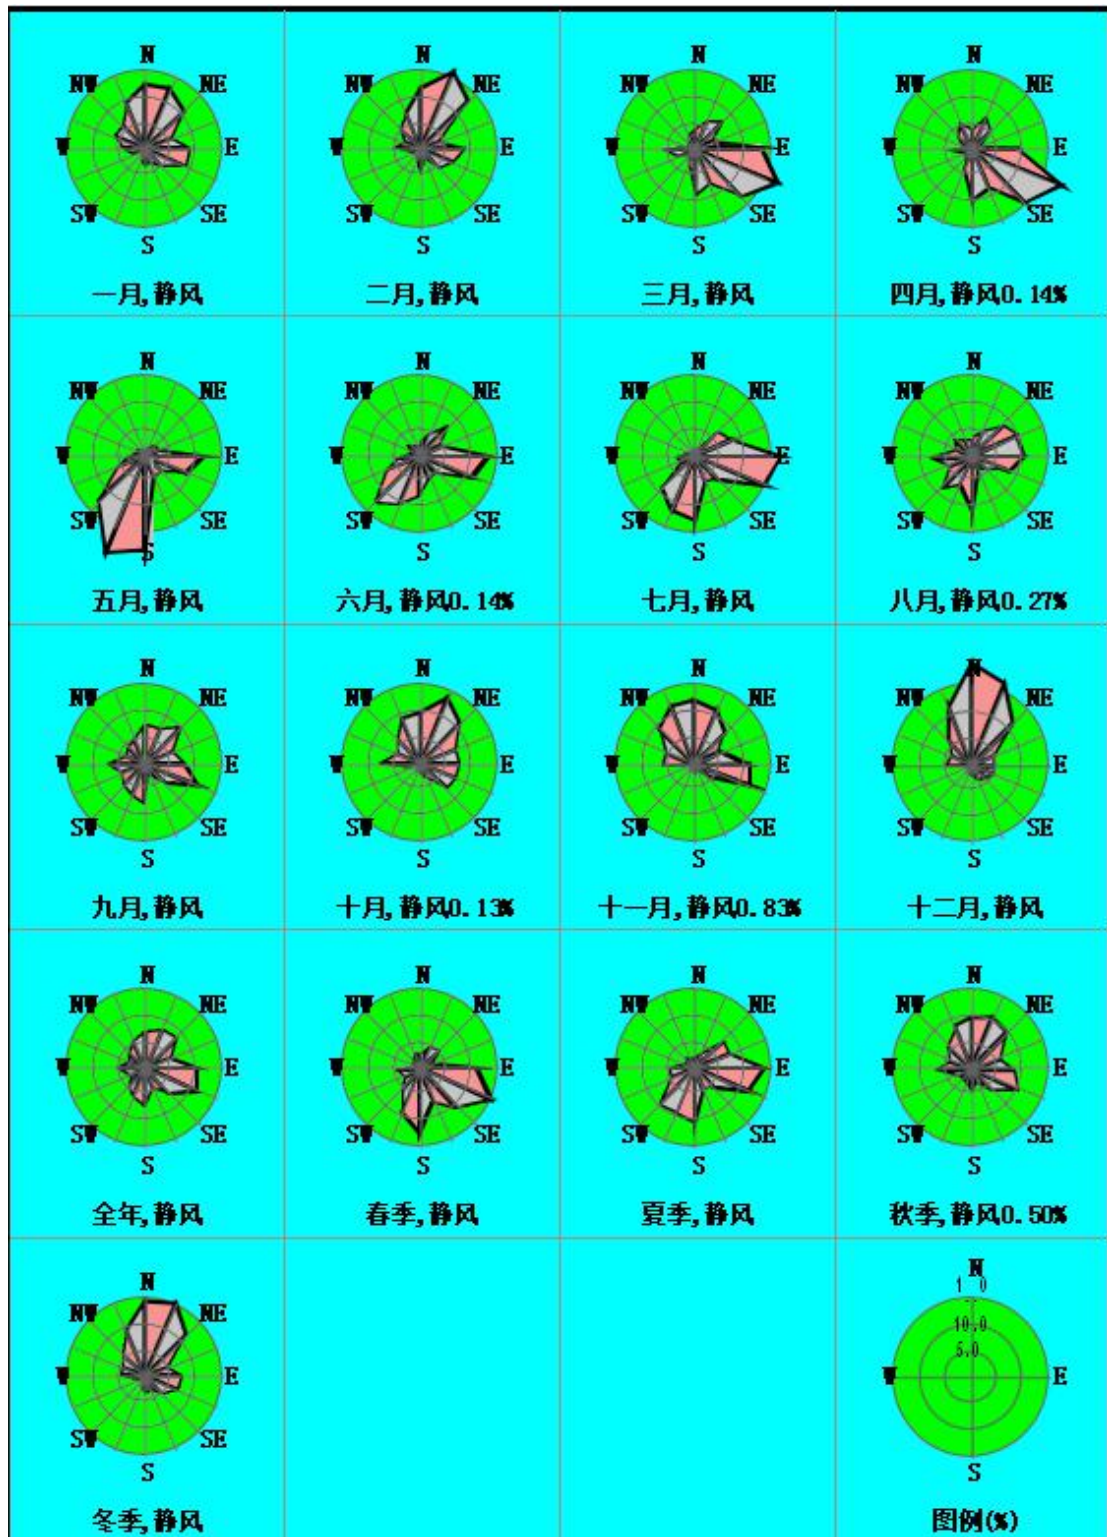 N N N N
NW NE NW NE NW NE NW NE
W E W E W E W E
SW SE SW SE SW SE SW SE
S S S S
一月,静风 二月,静风 三月,静风 四月,静风0.14%
N N N N
NW NE NW NE NW NE NW NE
W E W E W E W E
SW SE SW SE SW SE SW SE
S S S S
五月,静风 六月,静风0.14% 七月,静风 八月,静风0.27%
N N N N
NW NE NW NE NW NE NW NE
W E W E W E W E
SW SE SW SE SW SE SW SE
S S S S
九月,静风 十月,静风0.13% 十一月,静风0.83% 十二月,静风
N N N N
NW NE NW NE NW NE NW NE
W E W E W E W E
SW SE SW SE SW SE SW SE
S S S S
全年,静风 春季,静风 夏季,静风 秋季,静风0.50%
N N
NW NE
10.0
5.0
W E W E
SW SE
S S
冬季,静风 图例(%)